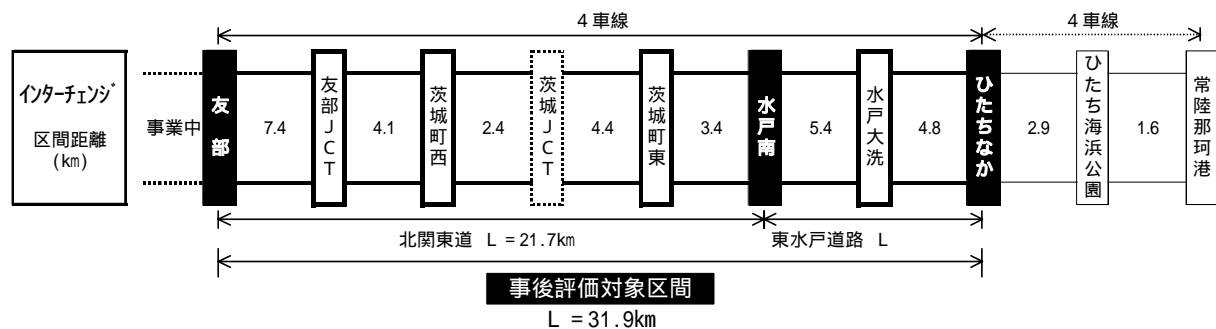 4車線
4車線
インターチェンジ
区間距離
(km)
事業中
友部
7.4
友部JCT
4.1
茨城町西
2.4
茨城JCT
4.4
茨城町東
3.4
水戸南
5.4
水戸大洗
4.8
ひたちなか
2.9
ひたち海浜公園
1.6
常陸那珂港
北関東道 L=21.7km
東水戸道路 L
事後評価対象区間
L=31.9km